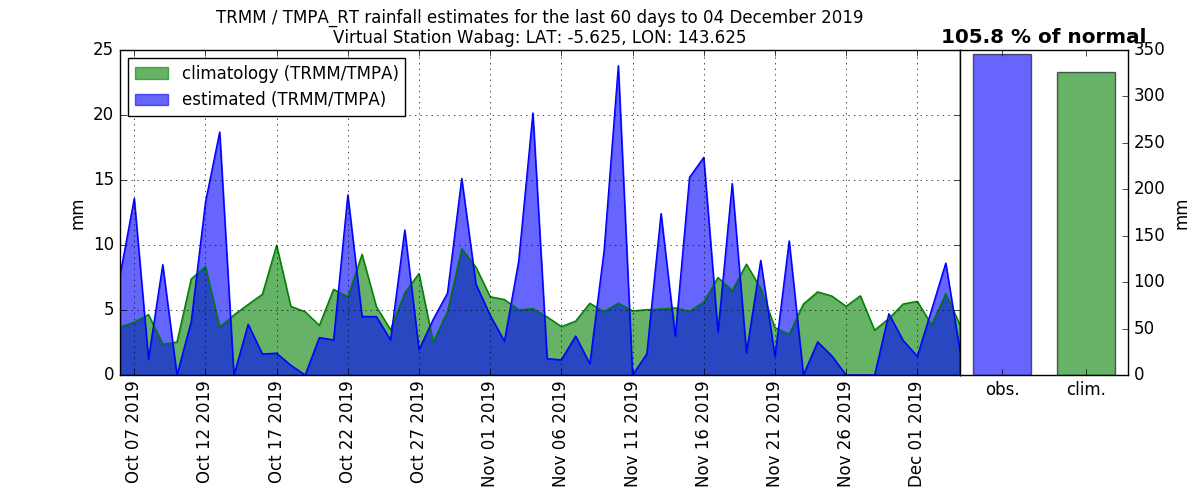 TRMM / TMPA_RT rainfall estimates for the last 60 days to 04 December 2019
Virtual Station Wabag: LAT: -5.625, LON: 143.625
105.8 % of normal
climatology (TRMM/TMPA)
estimated (TRMM/TMPA)
25
20
15
10
5
0
mm
350
300
250
200
150
100
50
0
mm
obs.
clim.
Oct 07 2019
Oct 12 2019
Oct 17 2019
Oct 22 2019
Oct 27 2019
Nov 01 2019
Nov 06 2019
Nov 11 2019
Nov 16 2019
Nov 21 2019
Nov 26 2019
Dec 01 2019